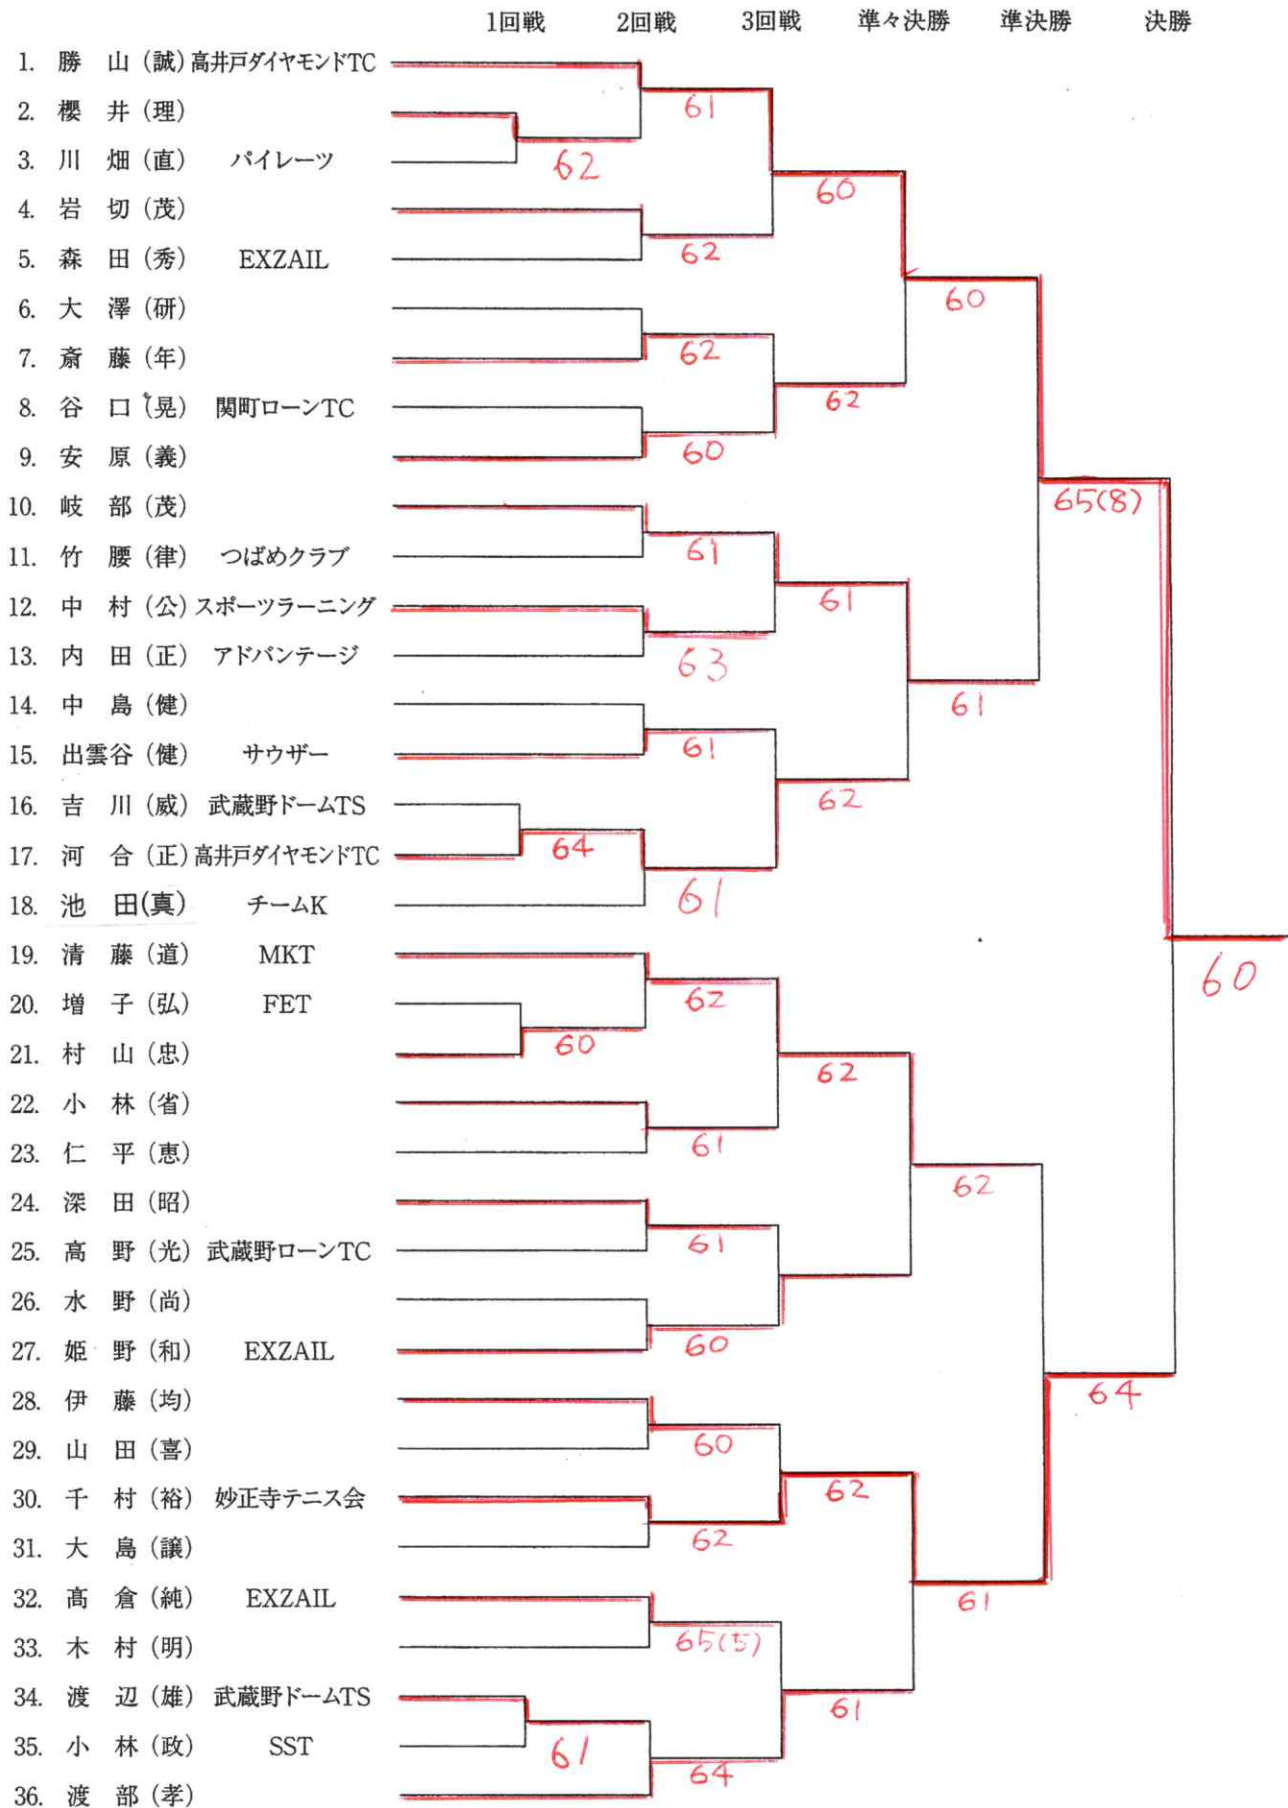 1回戦 2回戦 3回戦 準々決勝 準決勝 決勝
1. 勝 山(誠) 高井戸ダイヤモンドTC
61
2. 櫻 井(理)
62
3. 川 畑(直) パイレーツ
60
4. 岩 切(茂)
62
5. 森 田(秀) EXZAIL
60
6. 大 澤(研)
62
7. 斎 藤(年)
62
8. 谷 口(晃) 関町ローンTC
60
9. 安 原(義)
65(8)
10. 岐 部(茂)
61
11. 竹 腰(律) つばめクラブ
61
12. 中 村(公) スポーツラーニング
63
13. 内 田(正) アドバンテージ
61
14. 中 島(健)
61
15. 出雲谷(健) サウザー
62
16. 吉 川(威) 武蔵野ドームTS
64
17. 河 合(正) 高井戸ダイヤモンドTC
61
18. 池 田(真) チームK
19. 清 藤(道) MKT
60
62
20. 増 子(弘) FET
60
21. 村 山(忠)
62
22. 小 林(省)
61
23. 仁 平(恵)
62
24. 深 田(昭)
61
25. 高 野(光) 武蔵野ローンTC
26. 水 野(尚)
60
27. 姫 野(和) EXZAIL
64
28. 伊 藤(均)
60
29. 山 田(喜)
62
30. 千 村(裕) 妙正寺テニス会
62
31. 大 島(譲)
61
32. 髙 倉(純) EXZAIL
65(5)
33. 木 村(明)
61
34. 渡 辺(雄) 武蔵野ドームTS
61
35. 小 林(政) SST
64
36. 渡 部(孝)